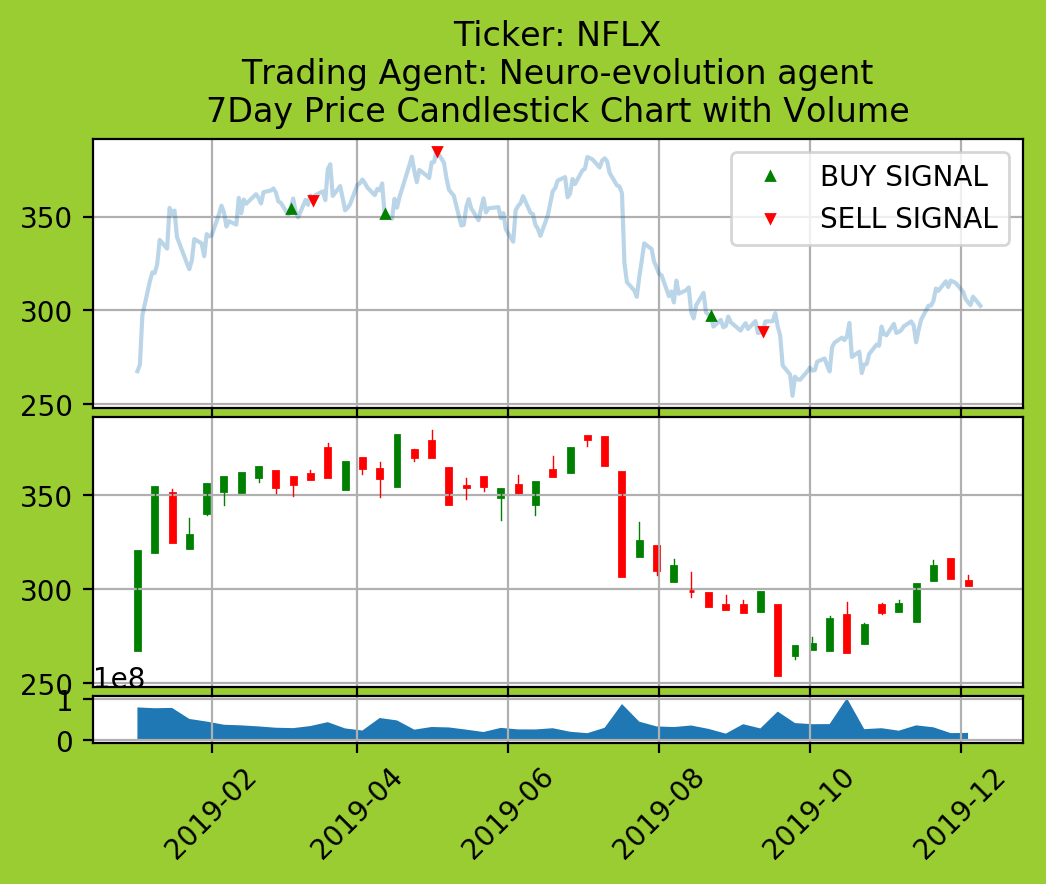 Ticker: NFLX
Trading Agent: Neuro-evolution agent
7Day Price Candlestick Chart with Volume
BUY SIGNAL
SELL SIGNAL
350
300
250
350
300
250
1e8
1
0
2019-02
2019-04
2019-06
2019-08
2019-10
2019-12